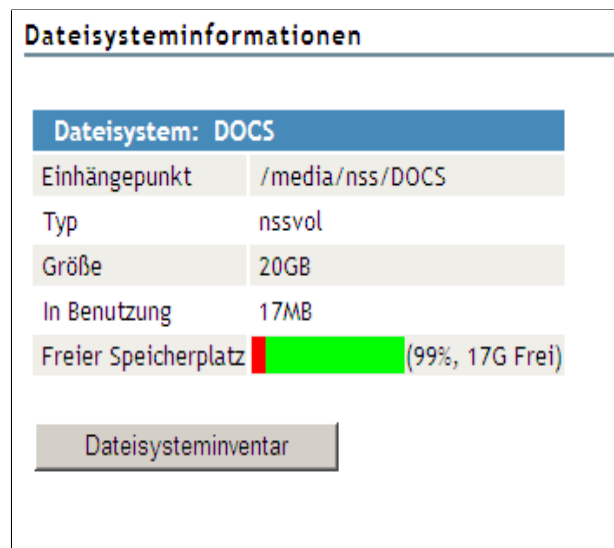 Dateisysteminformationen
Dateisystem: DOCS
Einhängepunkt /media/nss/DOCS
Typ nssvol
Größe 20GB
In Benutzung 17MB
Freier Speicherplatz (99%, 17G Frei)
Dateisysteminventar